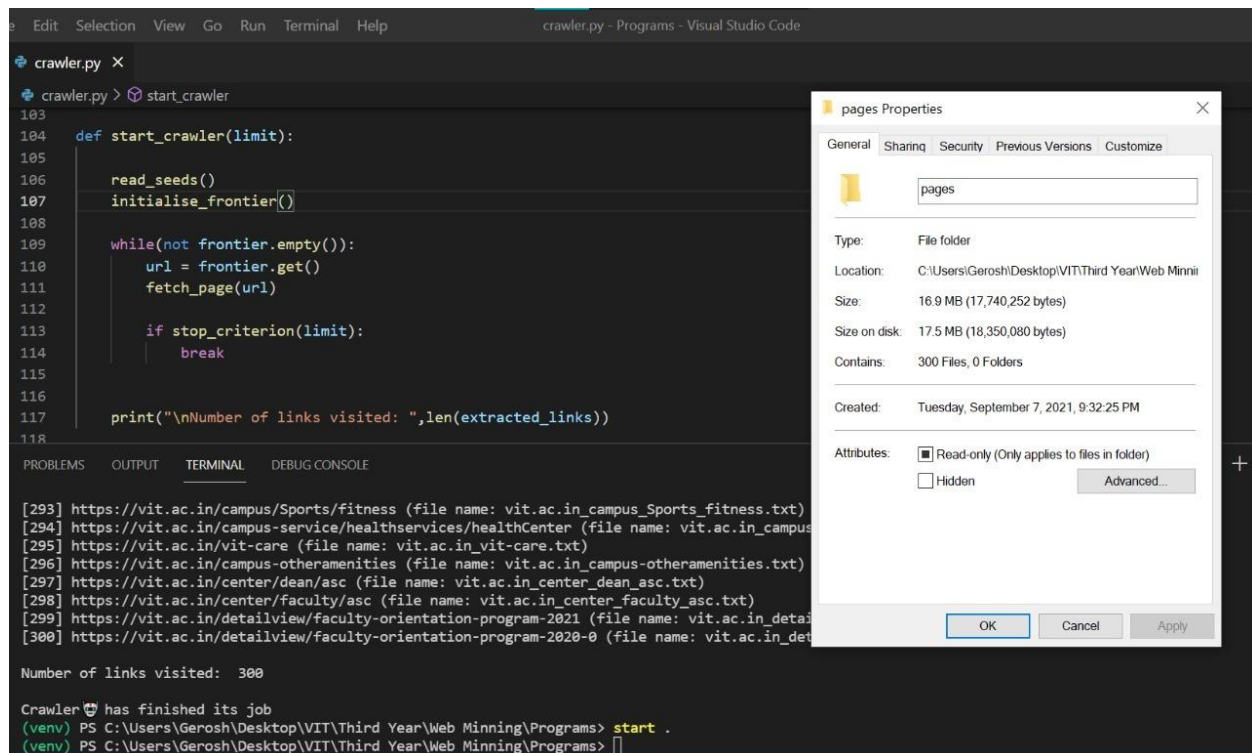 Edit Selection View Go Run Terminal Help crawler.py - Programs - Visual Studio Code
crawler.py
crawler.py > start_crawler
103
104 def start_crawler(limit):
105
106 read_seeds()
107 initialise_frontier()
108
109 while(not frontier.empty()):
110 url = frontier.get()
111 fetch_page(url)
112
113 if stop_criterion(limit):
114 break
115
116
117 print("\nNumber of links visited: ",len(extracted_links))
118
PROBLEMS OUTPUT TERMINAL DEBUG CONSOLE
[293] https://vit.ac.in/campus/Sports/fitness (file name: vit.ac.in_campus_Sports_fitness.txt)
[294] https://vit.ac.in/campus-service/healthservices/healthCenter (file name: vit.ac.in_campus
[295] https://vit.ac.in/vit-care (file name: vit.ac.in_vit-care.txt)
[296] https://vit.ac.in/campus-otheramenities (file name: vit.ac.in_campus-otheramenities.txt)
[297] https://vit.ac.in/center/dean/asc (file name: vit.ac.in_center_dean_asc.txt)
[298] https://vit.ac.in/center/faculty/asc (file name: vit.ac.in_center_faculty_asc.txt)
[299] https://vit.ac.in/detailview/faculty-orientation-program-2021 (file name: vit.ac.in_detai
[300] https://vit.ac.in/detailview/faculty-orientation-program-2020-0 (file name: vit.ac.in_det
Number of links visited: 300
Crawler has finished its job
(venv) PS C:\Users\Gerosh\Desktop\VIT\Third Year\Web Minning\Programs> start .
(venv) PS C:\Users\Gerosh\Desktop\VIT\Third Year\Web Minning\Programs>
pages Properties
General Sharing Security Previous Versions Customize
pages
Type: File folder
Location: C:\Users\Gerosh\Desktop\VIT\Third Year\Web Minnin
Size: 16.9 MB (17,740,252 bytes)
Size on disk: 17.5 MB (18,350,080 bytes)
Contains: 300 Files, 0 Folders
Created: Tuesday, September 7, 2021, 9:32:25 PM
Attributes: Read-only (Only applies to files in folder)
Hidden Advanced...
OK Cancel Apply